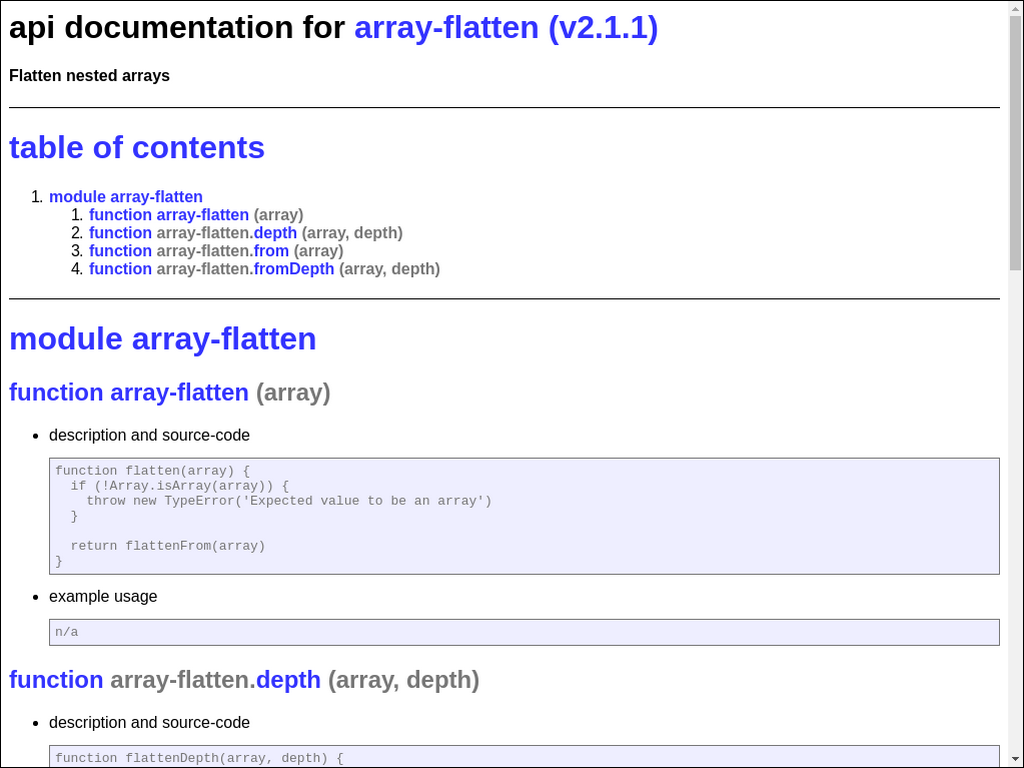 api documentation for array-flatten (v2.1.1)
Flatten nested arrays
table of contents
1. module array-flatten
1. function array-flatten (array)
2. function array-flatten.depth (array, depth)
3. function array-flatten.from (array)
4. function array-flatten.fromDepth (array, depth)
module array-flatten
function array-flatten (array)
• description and source-code
function flatten(array) {
  if (!Array.isArray(array)) {
    throw new TypeError('Expected value to be an array')
  }
  return flattenFrom(array)
}
• example usage
n/a
function array-flatten.depth (array, depth)
• description and source-code
function flattenDepth(array, depth) {